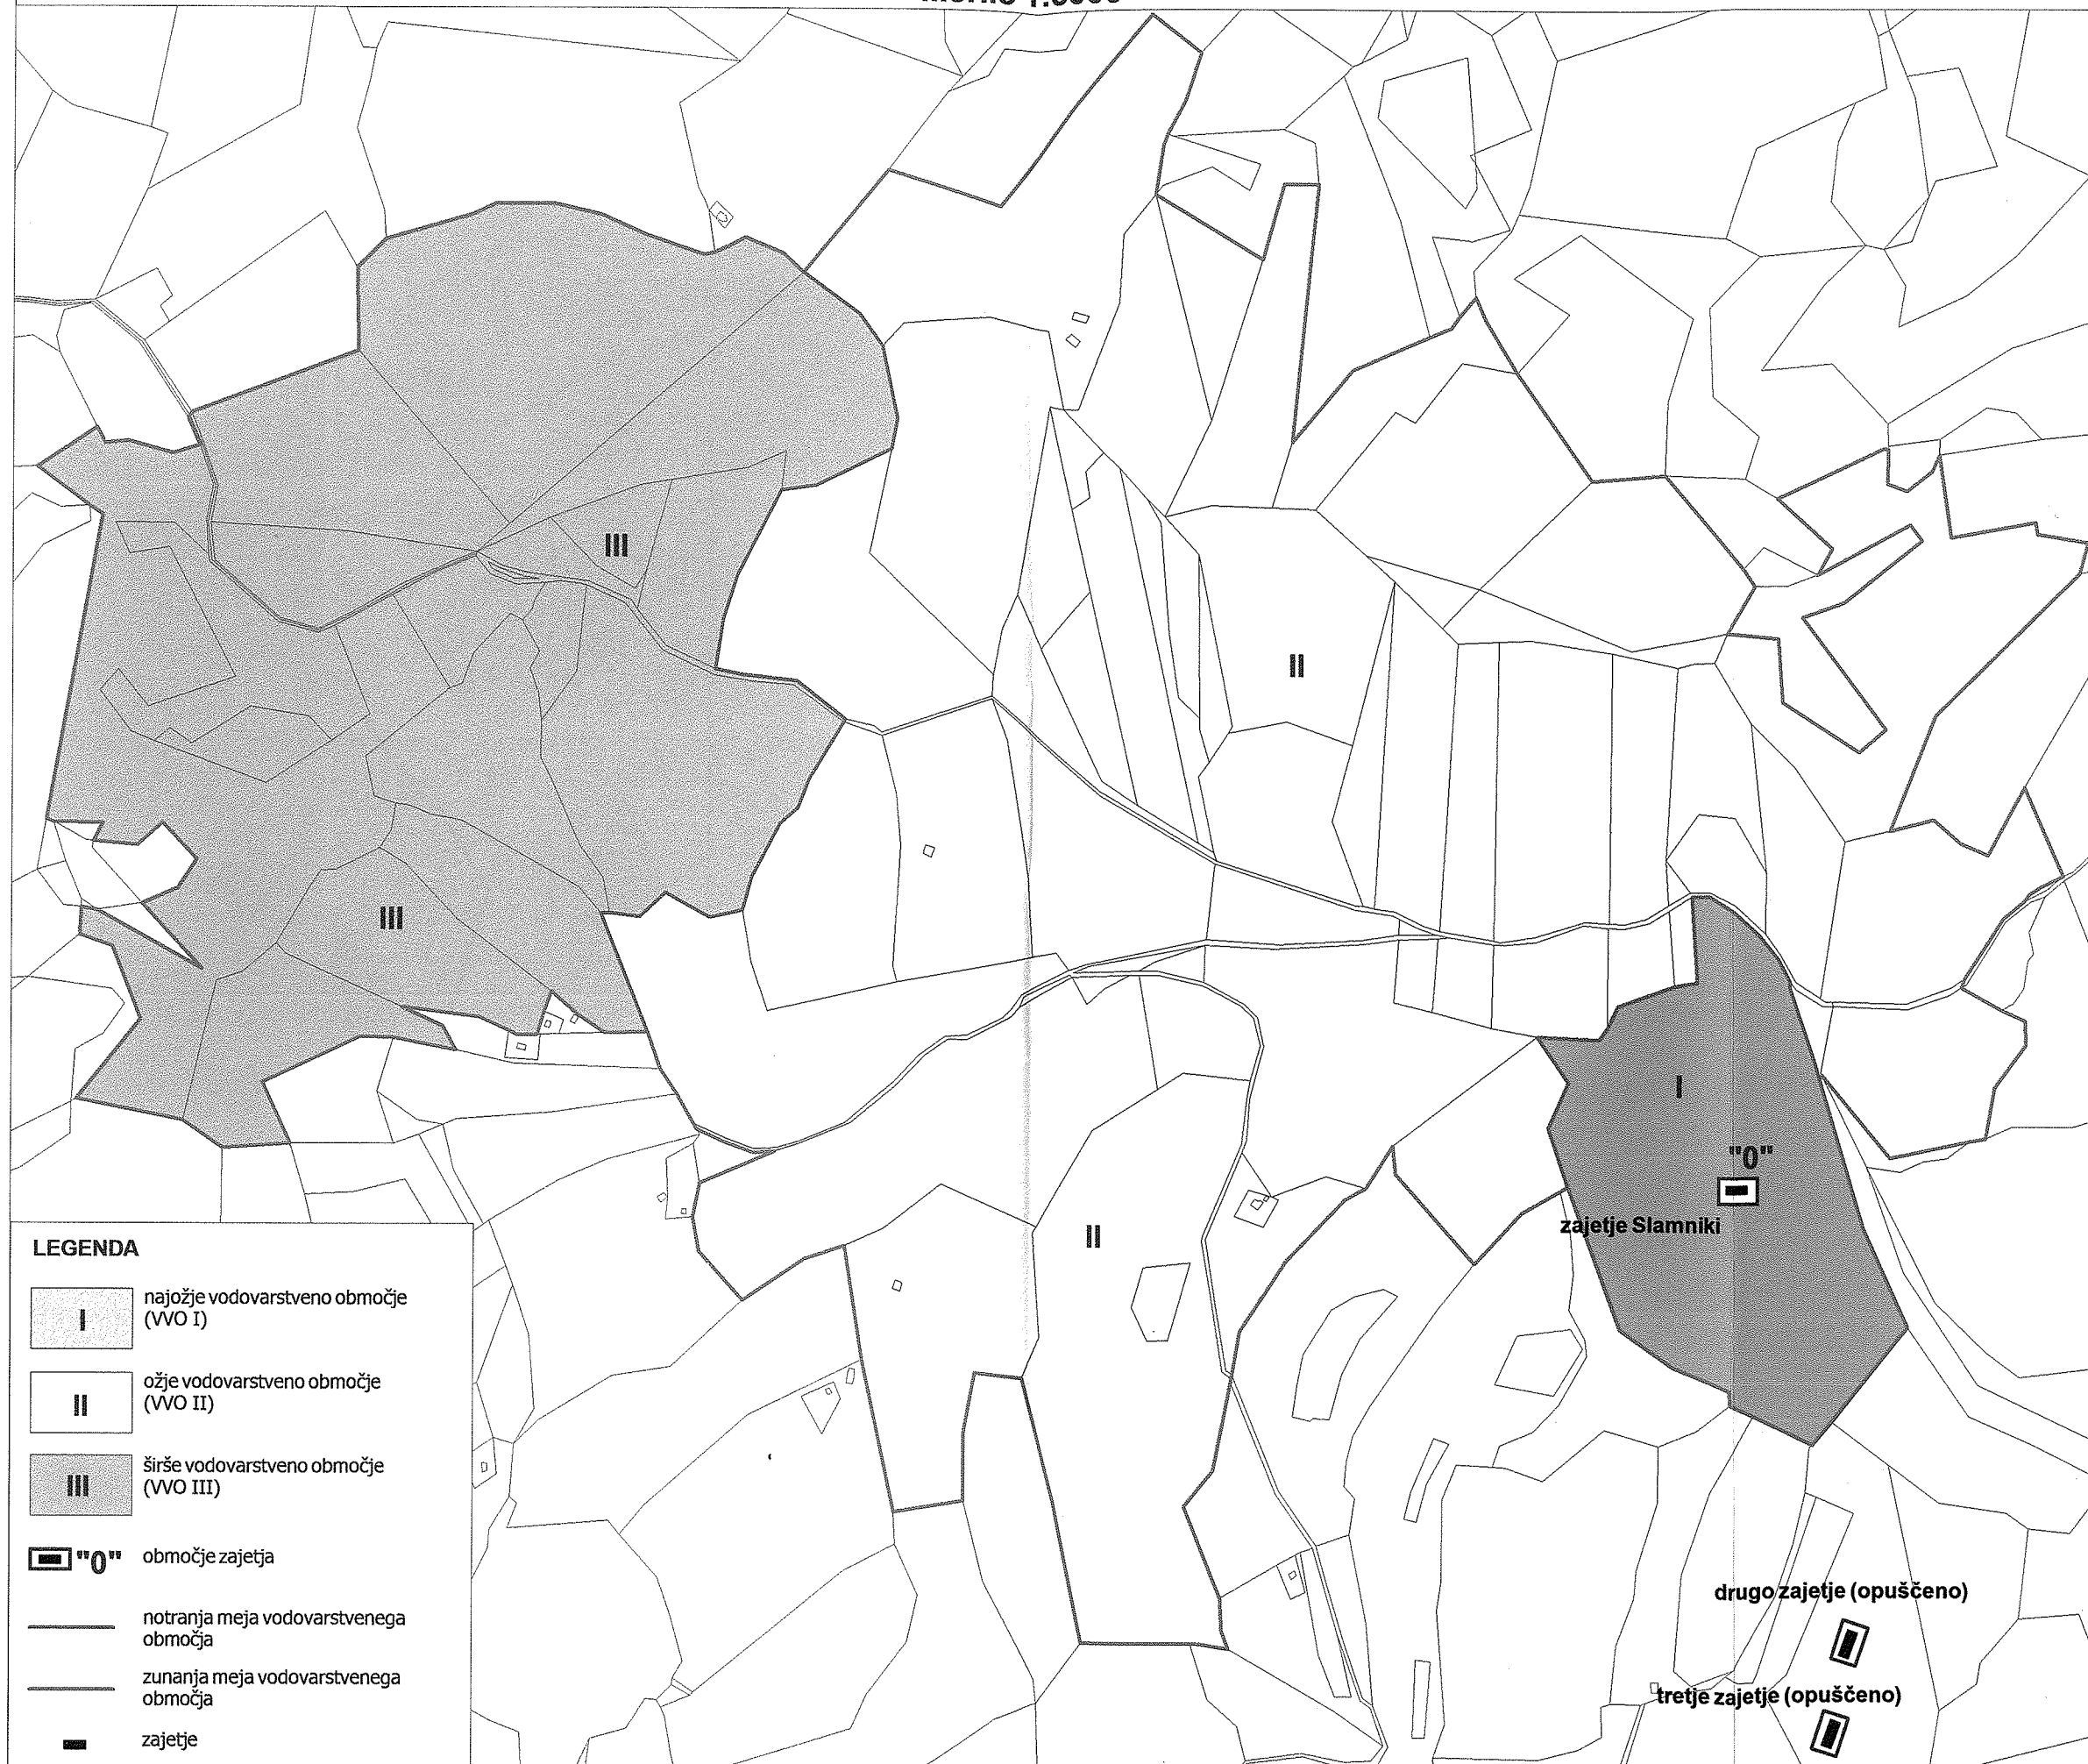 III
II
III
I
"0"
zajetje Slamniki
II
drugo zajetje (opuščeno)
tretje zajetje (opuščeno)
LEGENDA
I
najožje vodovarstveno območje
(VVO I)
II
ožje vodovarstveno območje
(VVO II)
III
širše vodovarstveno območje
(VVO III)
"0"
območje zajetja
notranja meja vodovarstvenega
območja
zunanja meja vodovarstvenega
območja
zajetje